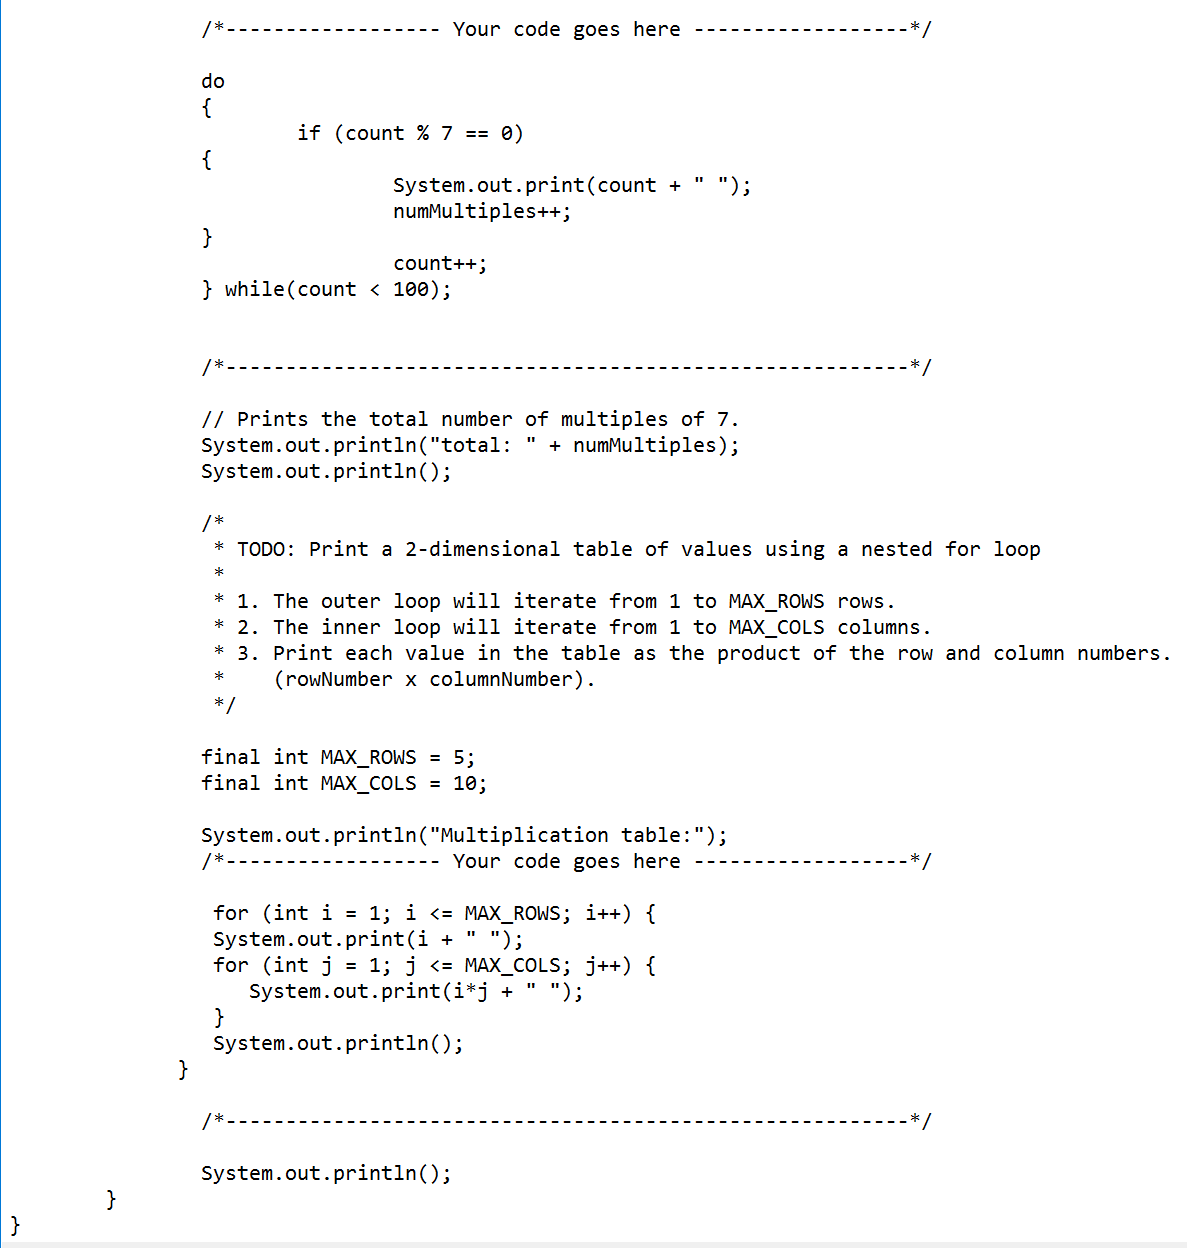 /*------------------ Your code goes here ------------------*/
do
{
if (count % 7 == 0)
{
System.out.print(count + " ");
numMultiples++;
}
count++;
} while(count < 100);
/*---------------------------------------------------------*/
// Prints the total number of multiples of 7.
System.out.println("total: " + numMultiples);
System.out.println();
/*
* TODO: Print a 2-dimensional table of values using a nested for loop
*
* 1. The outer loop will iterate from 1 to MAX_ROWS rows.
* 2. The inner loop will iterate from 1 to MAX_COLS columns.
* 3. Print each value in the table as the product of the row and column numbers.
* (rowNumber x columnNumber).
*/
final int MAX_ROWS = 5;
final int MAX_COLS = 10;
System.out.println("Multiplication table:");
/*------------------ Your code goes here ------------------*/
for (int i = 1; i <= MAX_ROWS; i++) {
System.out.print(i + " ");
for (int j = 1; j <= MAX_COLS; j++) {
System.out.print(i*j + " ");
}
System.out.println();
}
/*---------------------------------------------------------*/
System.out.println();
}
}